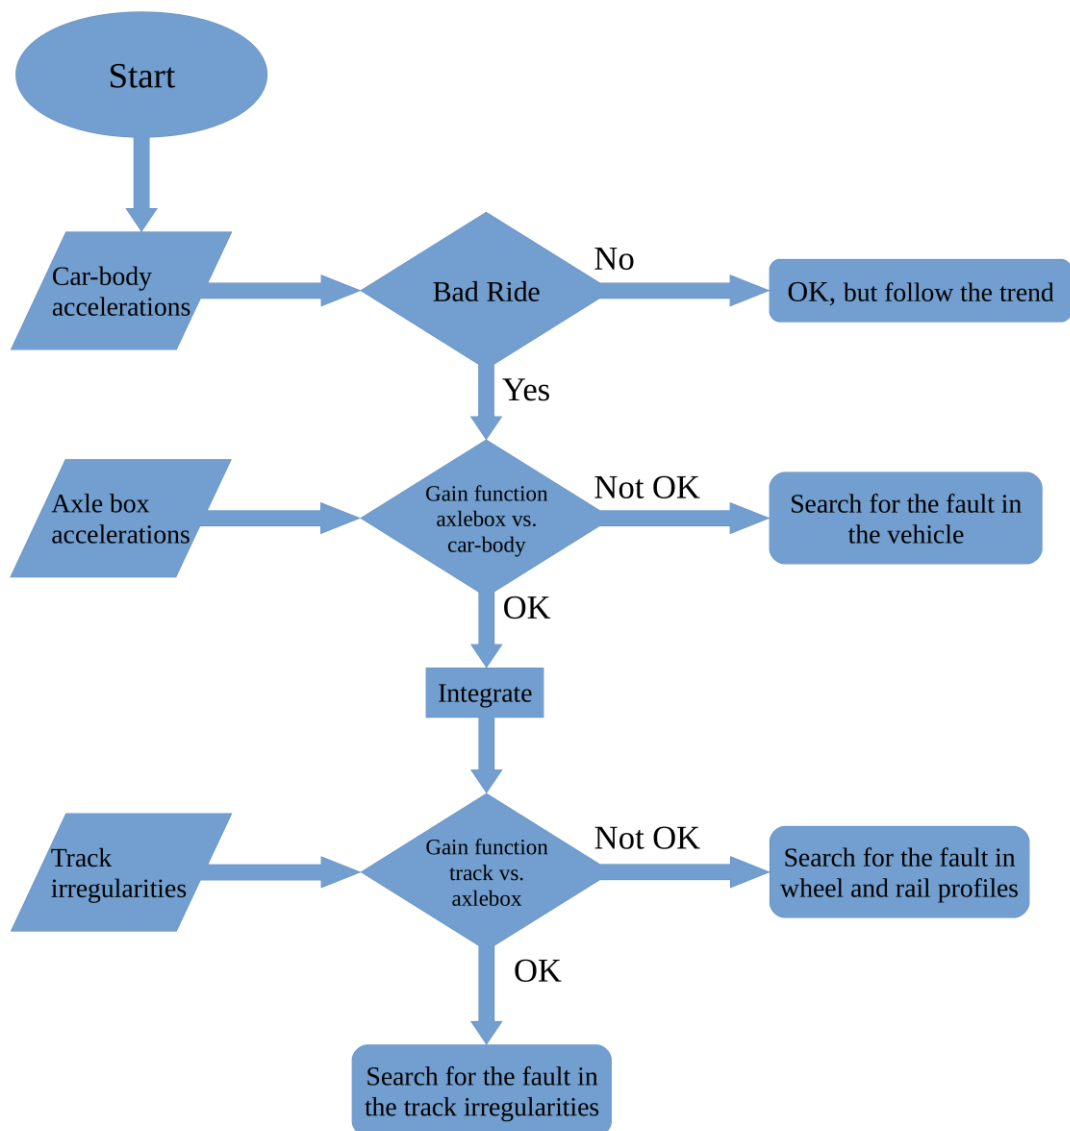 Start
Car-body
accelerations
Bad Ride
No
OK, but follow the trend
Yes
Axle box
accelerations
Gain function
axlebox vs.
car-body
Not OK
Search for the fault in
the vehicle
OK
Integrate
Track
irregularities
Gain function
track vs.
axlebox
Not OK
Search for the fault in
wheel and rail profiles
OK
Search for the fault in
the track irregularities